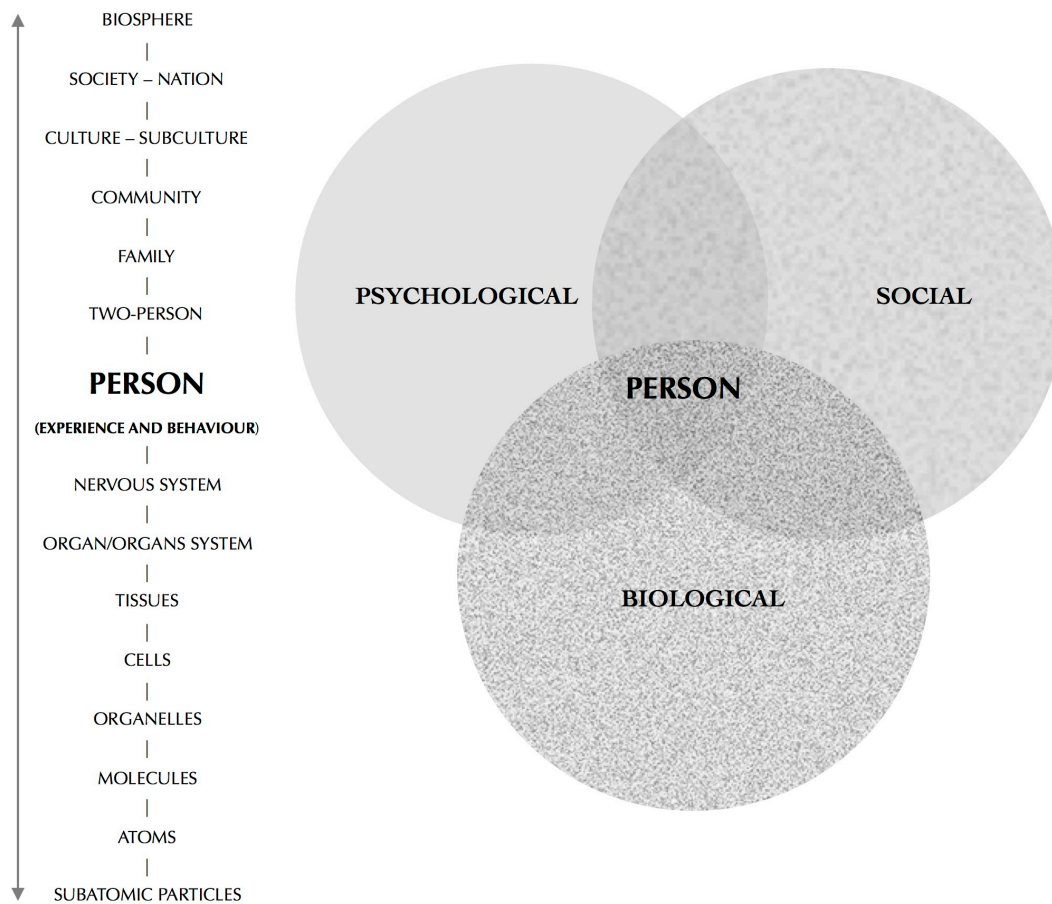 BIOSPHERE
|
SOCIETY – NATION
|
CULTURE – SUBCULTURE
|
COMMUNITY
|
FAMILY
|
TWO-PERSON
|
PERSON
(EXPERIENCE AND BEHAVIOUR)
|
NERVOUS SYSTEM
|
ORGAN/ORGANS SYSTEM
|
TISSUES
|
CELLS
|
ORGANELLES
|
MOLECULES
|
ATOMS
|
SUBATOMIC PARTICLES
PSYCHOLOGICAL
SOCIAL
PERSON
BIOLOGICAL